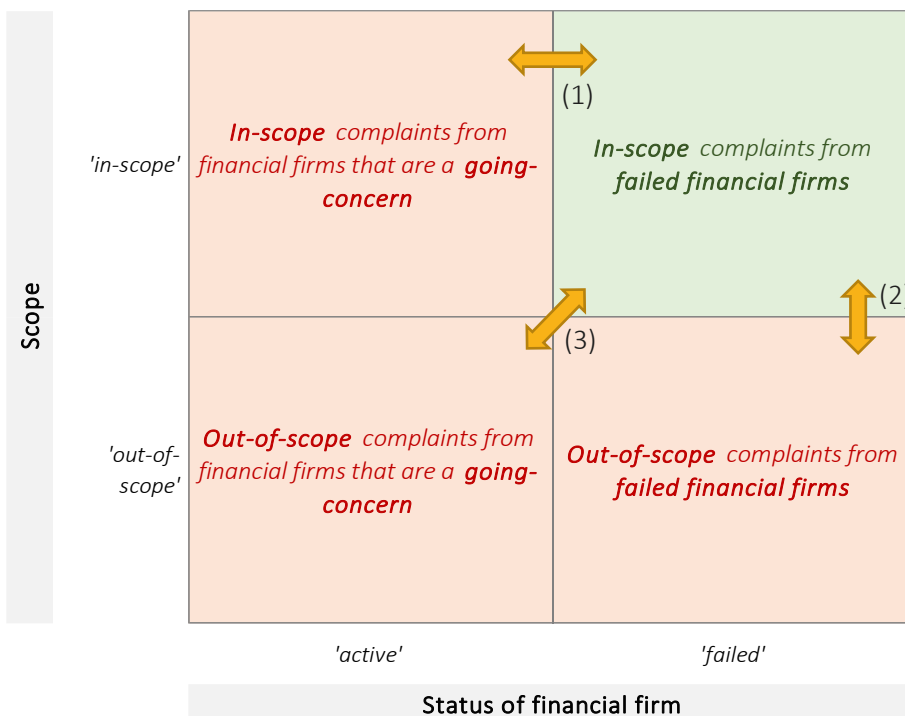 Scope
'in-scope'
In-scope complaints from
financial firms that are a going-
concern
(1)
In-scope complaints from
failed financial firms
(2)
(3)
'out-of-
scope'
Out-of-scope complaints from
financial firms that are a going-
concern
Out-of-scope complaints from
failed financial firms
'active'
'failed'
Status of financial firm